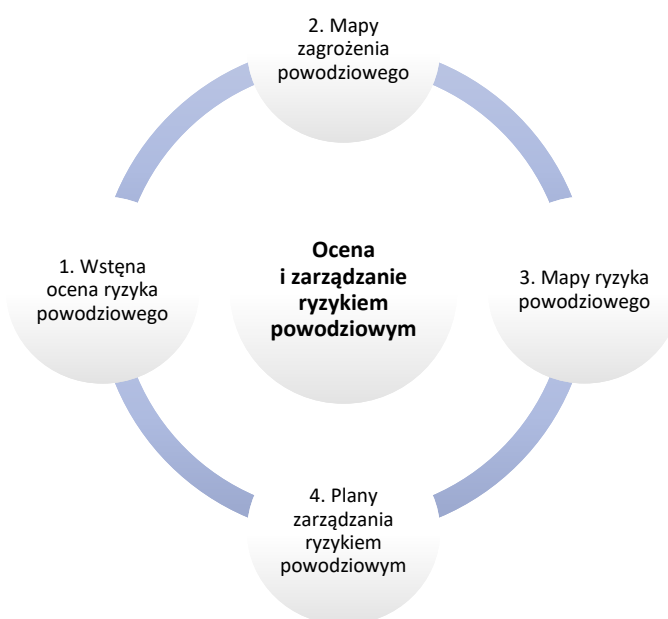 2. Mapy
zagrożenia
powodziowego
1. Wstęna
ocena ryzyka
powodziowego
Ocena
i zarządzanie
ryzykiem
powodziowym
3. Mapy ryzyka
powodziowego
4. Plany
zarządzania
ryzykiem
powodziowym